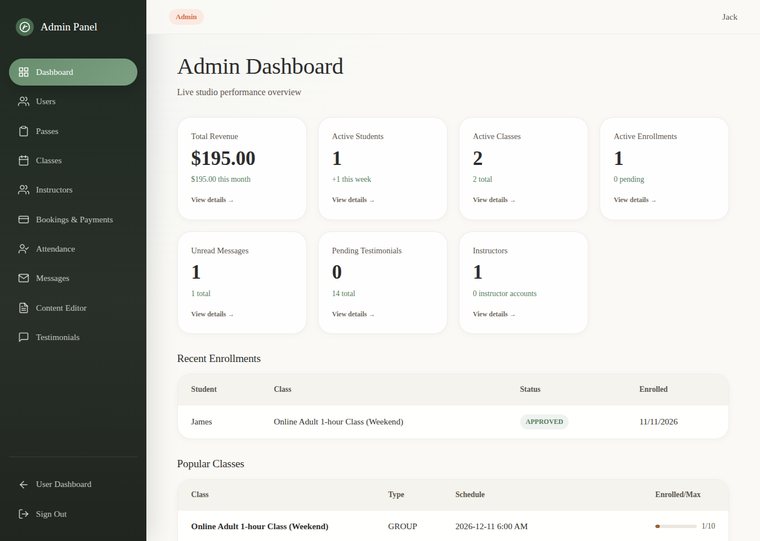 Admin Panel
Dashboard
Users
Passes
Classes
Instructors
Bookings & Payments
Attendance
Messages
Content Editor
Testimonials
User Dashboard
Sign Out
Admin
Jack
Admin Dashboard
Live studio performance overview
Total Revenue
$195.00
$195.00 this month
View details →
Active Students
1
+1 this week
View details →
Active Classes
2
2 total
View details →
Active Enrollments
1
0 pending
View details →
Unread Messages
1
1 total
View details →
Pending Testimonials
0
14 total
View details →
Instructors
1
0 instructor accounts
View details →
Recent Enrollments
Student Class Status Enrolled
James Online Adult 1-hour Class (Weekend) APPROVED 11/11/2026
Popular Classes
Class Type Schedule Enrolled/Max
Online Adult 1-hour Class (Weekend) GROUP 2026-12-11 6:00 AM 1/10